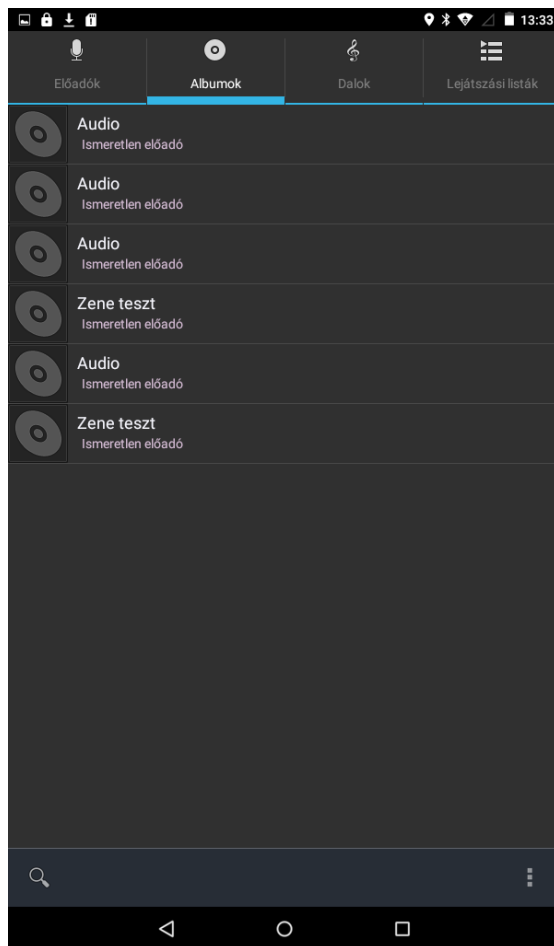 13:33
Előadók
Albumok
Dalok
Lejátszási listák
Audio
Ismeretlen előadó
Audio
Ismeretlen előadó
Audio
Ismeretlen előadó
Zene teszt
Ismeretlen előadó
Audio
Ismeretlen előadó
Zene teszt
Ismeretlen előadó